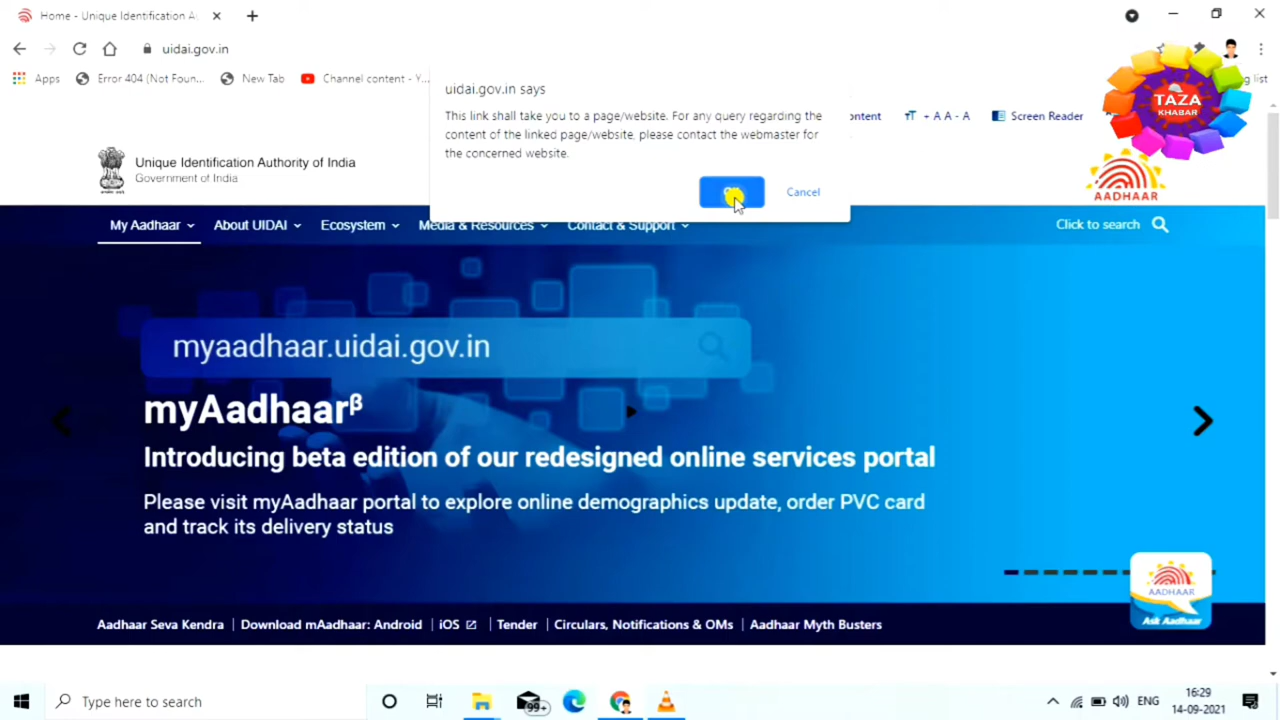 Home - Unique Identification A
uidai.gov.in
Apps
Error 404 (Not Foun...
New Tab
Channel content - Y...
ing list
uidai.gov.in says
This link shall take you to a page/website. For any query regarding the
content of the linked page/website, please contact the webmaster for
the concerned website.
Cancel
TAZA
KHABAR
ontent
T + A A - A
Screen Reader
Unique Identification Authority of India
Government of India
AADHAAR
My Aadhaar
About UIDAI
Ecosystem
Media & Resources
Contact & Support
Click to search
myaadhaar.uidai.gov.in
myAadhaarβ
Introducing beta edition of our redesigned online services portal
Please visit myAadhaar portal to explore online demographics update, order PVC card
and track its delivery status
AADHAAR
Ask Aadhaar
Aadhaar Seva Kendra | Download mAadhaar: Android | iOS | Tender | Circulars, Notifications & OMs | Aadhaar Myth Busters
Type here to search
99+
ENG
16:29
14-09-2021